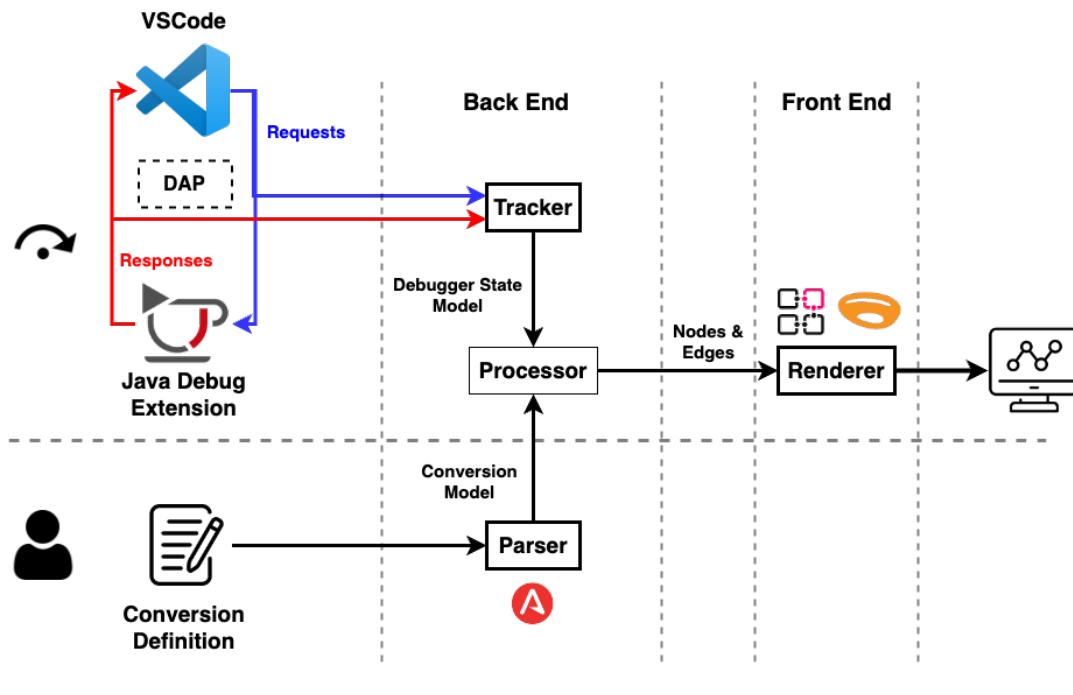 VSCode
Back End
Front End
Requests
DAP
Tracker
Responses
Debugger State
Model
Nodes &
Edges
Processor
Renderer
Java Debug
Extension
Conversion
Model
Parser
Conversion
Definition